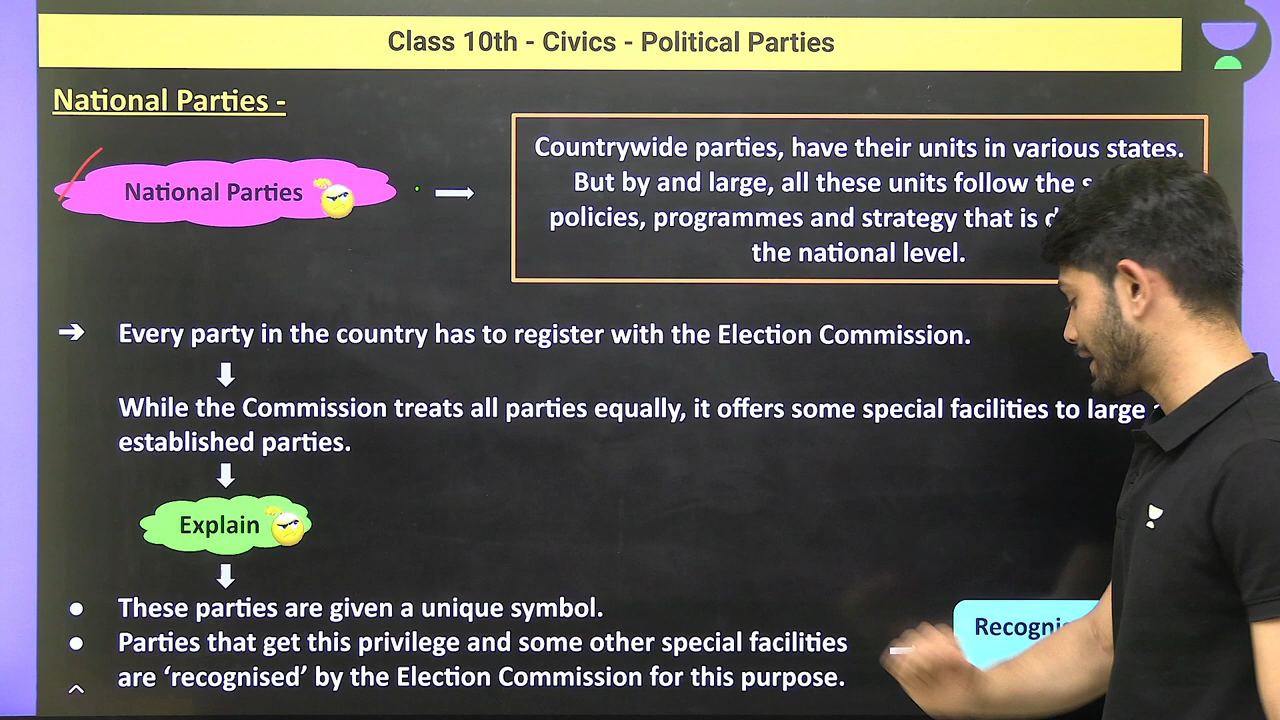 Class 10th - Civics - Political Parties
National Parties -
National Parties
Countrywide parties, have their units in various states.
But by and large, all these units follow the
policies, programmes and strategy that is
the national level.
Every party in the country has to register with the Election Commission.
While the Commission treats all parties equally, it offers some special facilities to large
established parties.
Explain
● These parties are given a unique symbol.
● Parties that get this privilege and some other special facilities
are ‘recognised’ by the Election Commission for this purpose.